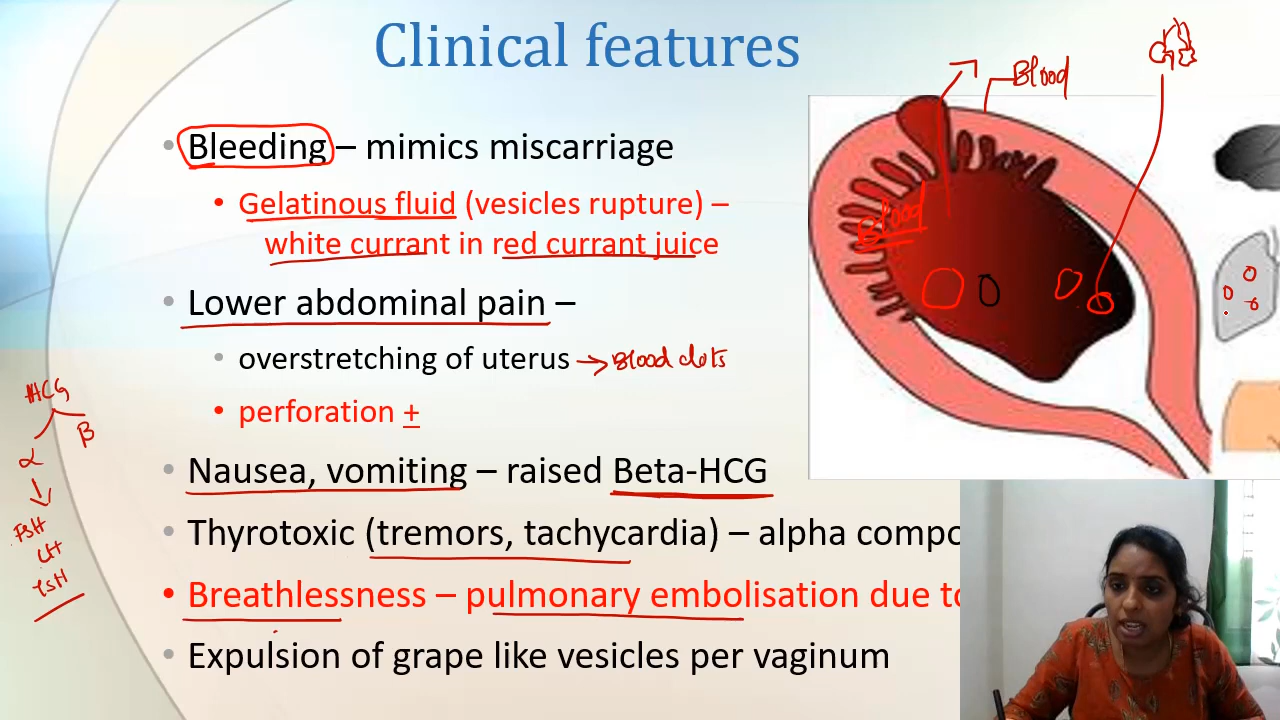 Clinical features
• Bleeding – mimics miscarriage
• Gelatinous fluid (vesicles rupture) –
white currant in red currant juice
• Lower abdominal pain –
• overstretching of uterus → Blood clots
• perforation +
• Nausea, vomiting – raised Beta-HCG
• Thyrotoxic (tremors, tachycardia) – alpha compo
• Breathlessness – pulmonary embolisation due to
• Expulsion of grape like vesicles per vaginum
HCG
α β
FSH
LH
TSH
Blood
Blood